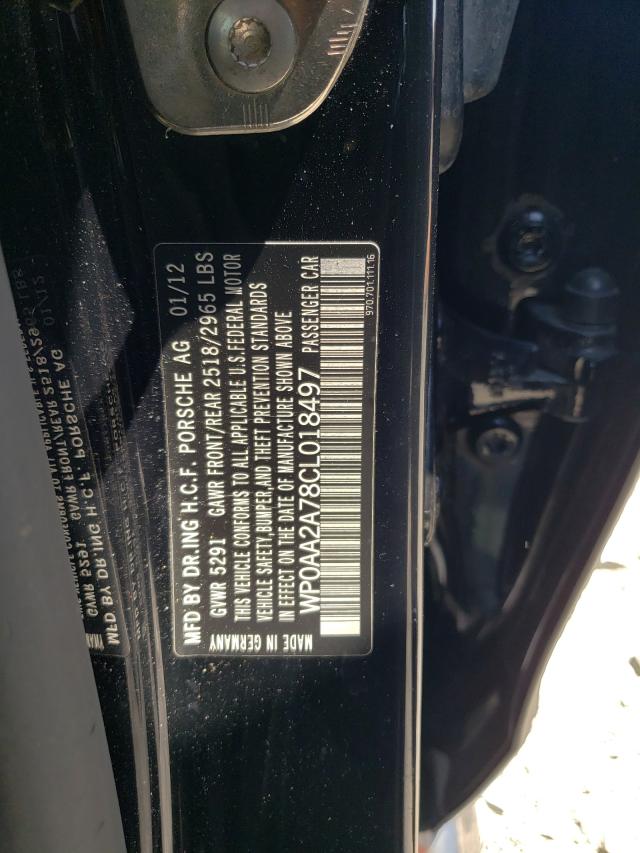 MFD BY DR.ING H.C.F. PORSCHE AG 01/12
GVWR 5291 GAWR FRONT/REAR 2518/2965 LBS
THIS VEHICLE CONFORMS TO ALL APPLICABLE U.S.FEDERAL MOTOR
VEHICLE SAFETY,BUMPER,AND THEFT PREVENTION STANDARDS
IN EFFECT ON THE DATE OF MANUFACTURE SHOWN ABOVE
WP0AA2A78CL018497 PASSENGER CAR
MADE IN GERMANY
970.701.111.16